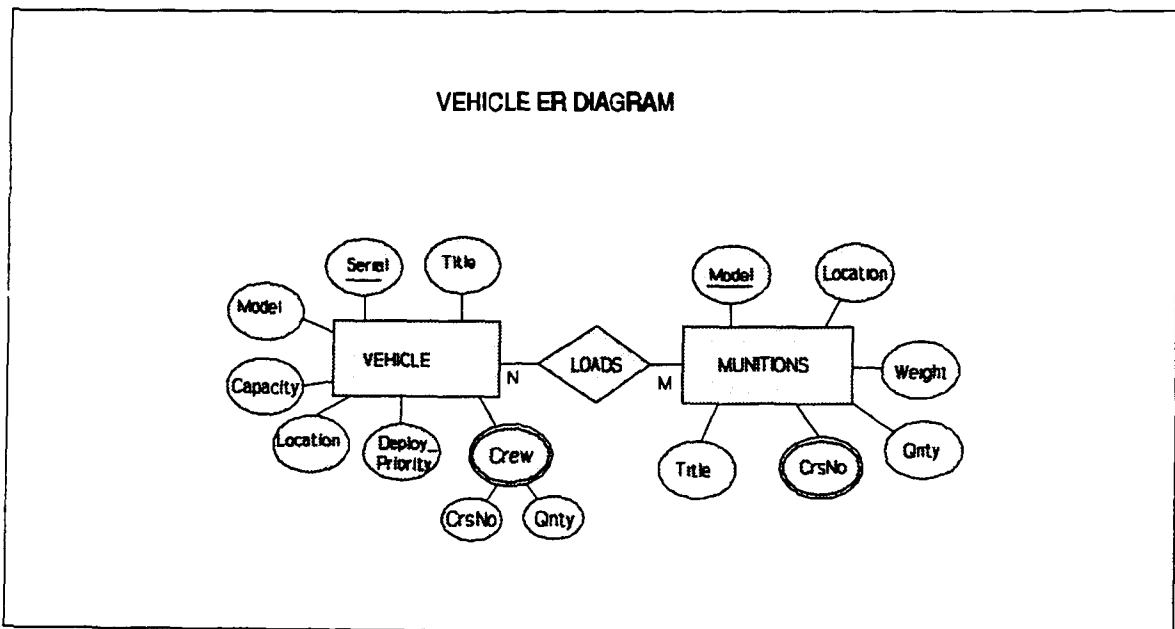 VEHICLE ER DIAGRAM
Serial
Title
Model
Location
Model
VEHICLE
LOADS
MUNITIONS
N
M
Weight
Capacity
Location
Deploy_
Priority
Crew
Title
CrsNo
Qnty
CrsNo
Qnty